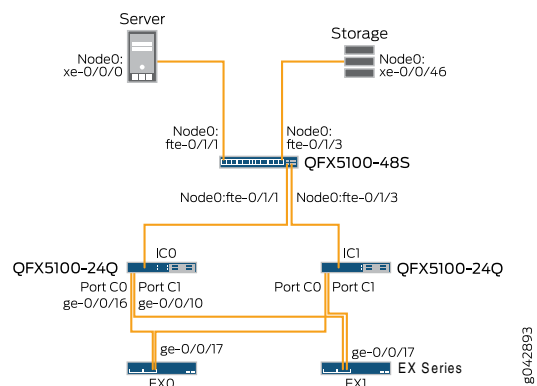 Server
Storage
Node0:
xe-0/0/0
Node0:
xe-0/0/46
Node0:
fte-0/1/1
Node0:
fte-0/1/3
QFX5100-48S
Node0:fte-0/1/1
Node0:fte-0/1/3
IC0
IC1
QFX5100-24Q
QFX5100-24Q
Port C0
ge-0/0/16
Port C1
ge-0/0/10
Port C0
Port C1
ge-0/0/17
ge-0/0/17
EX Series
EX0
EX1
g042893